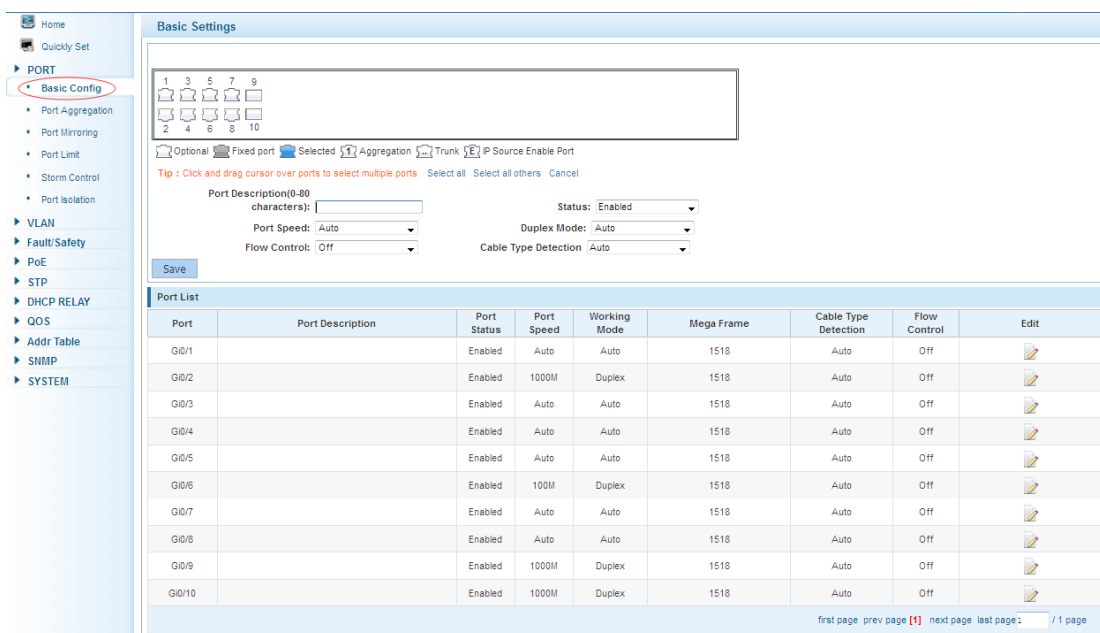 Home
Quickly Set
PORT
Basic Config
Port Aggregation
Port Mirroring
Port Limit
Storm Control
Port Isolation
VLAN
Fault/Safety
PoE
STP
DHCP RELAY
QOS
Addr Table
SNMP
SYSTEM
Basic Settings
1 3 5 7 9
2 4 6 8 10
Optional Fixed port Selected 1 Aggregation ... Trunk E IP Source Enable Port
Tip : Click and drag cursor over ports to select multiple ports Select all Select all others Cancel
Port Description(0-80 characters): Status: Enabled
Port Speed: Auto Duplex Mode: Auto
Flow Control: Off Cable Type Detection Auto
Save
Port List
Port Port Description Port Status Port Speed Working Mode Mega Frame Cable Type Detection Flow Control Edit
Gi0/1 Enabled Auto Auto 1518 Auto Off
Gi0/2 Enabled 1000M Duplex 1518 Auto Off
Gi0/3 Enabled Auto Auto 1518 Auto Off
Gi0/4 Enabled Auto Auto 1518 Auto Off
Gi0/5 Enabled Auto Auto 1518 Auto Off
Gi0/6 Enabled 100M Duplex 1518 Auto Off
Gi0/7 Enabled Auto Auto 1518 Auto Off
Gi0/8 Enabled Auto Auto 1518 Auto Off
Gi0/9 Enabled 1000M Duplex 1518 Auto Off
Gi0/10 Enabled 1000M Duplex 1518 Auto Off
first page prev page [1] next page last page 1 / 1 page